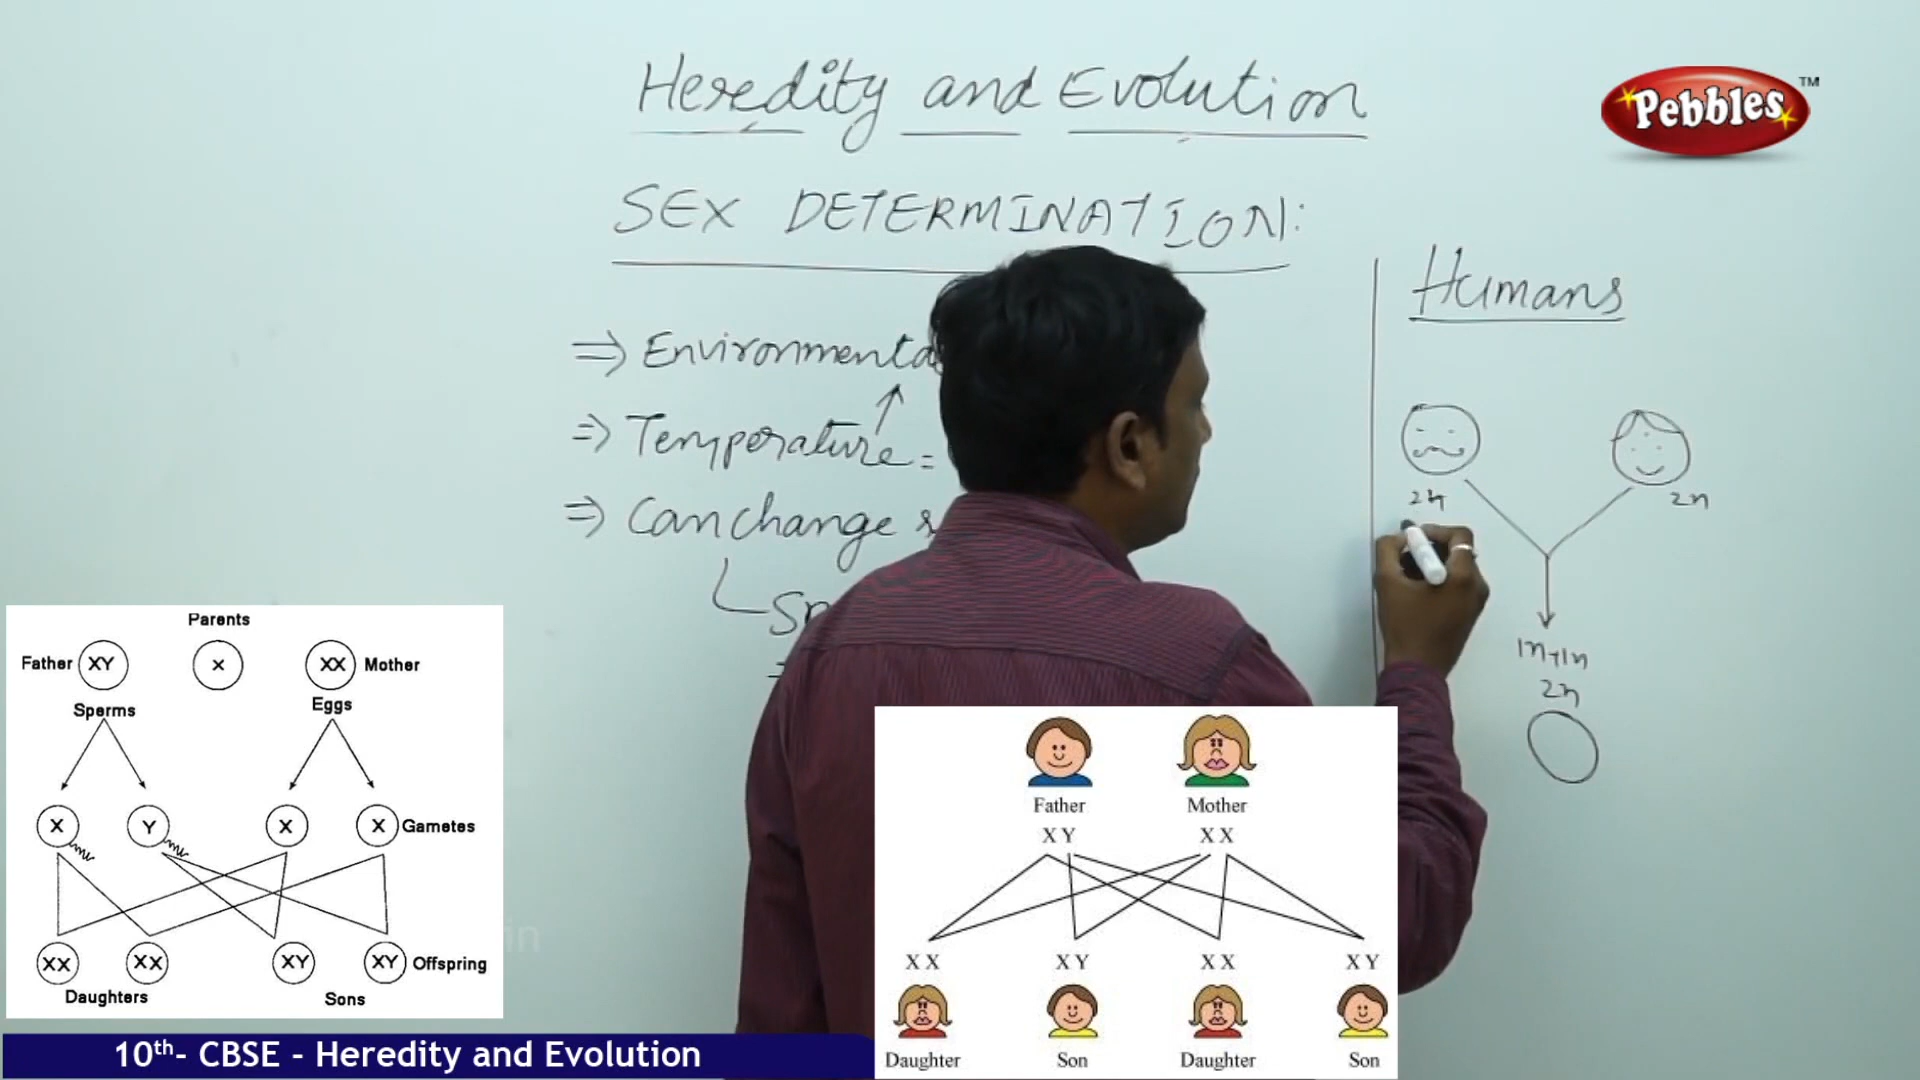 Heredity and Evolution
Pebbles TM
SEX DETERMINATION:
Humans
⇒ Environmenta
⇒ Temperature =
⇒ Can change s
2n
2n
1n+1n
2n
Parents
Father XY X XX Mother
Sperms Eggs
X Y X X Gametes
XX XX XY XY Offspring
Daughters Sons
Father Mother
XY XX
XX XY XX XY
Daughter Son Daughter Son
10th- CBSE - Heredity and Evolution